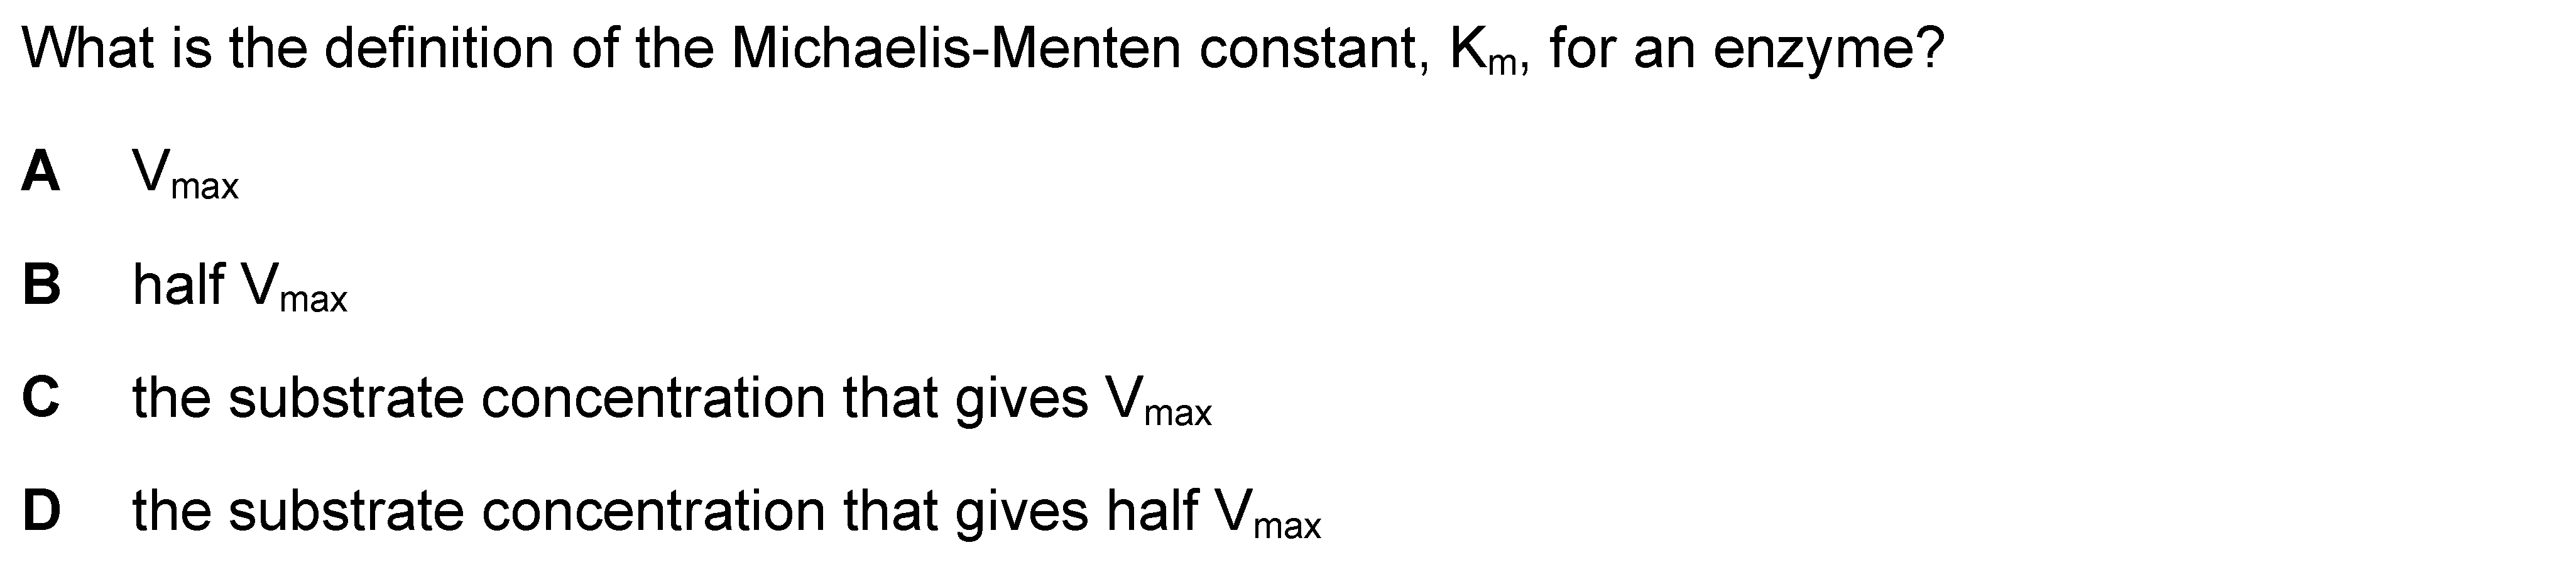 What is the definition of the Michaelis-Menten constant, Km, for an enzyme?
A Vmax
B half Vmax
C the substrate concentration that gives Vmax
D the substrate concentration that gives half Vmax